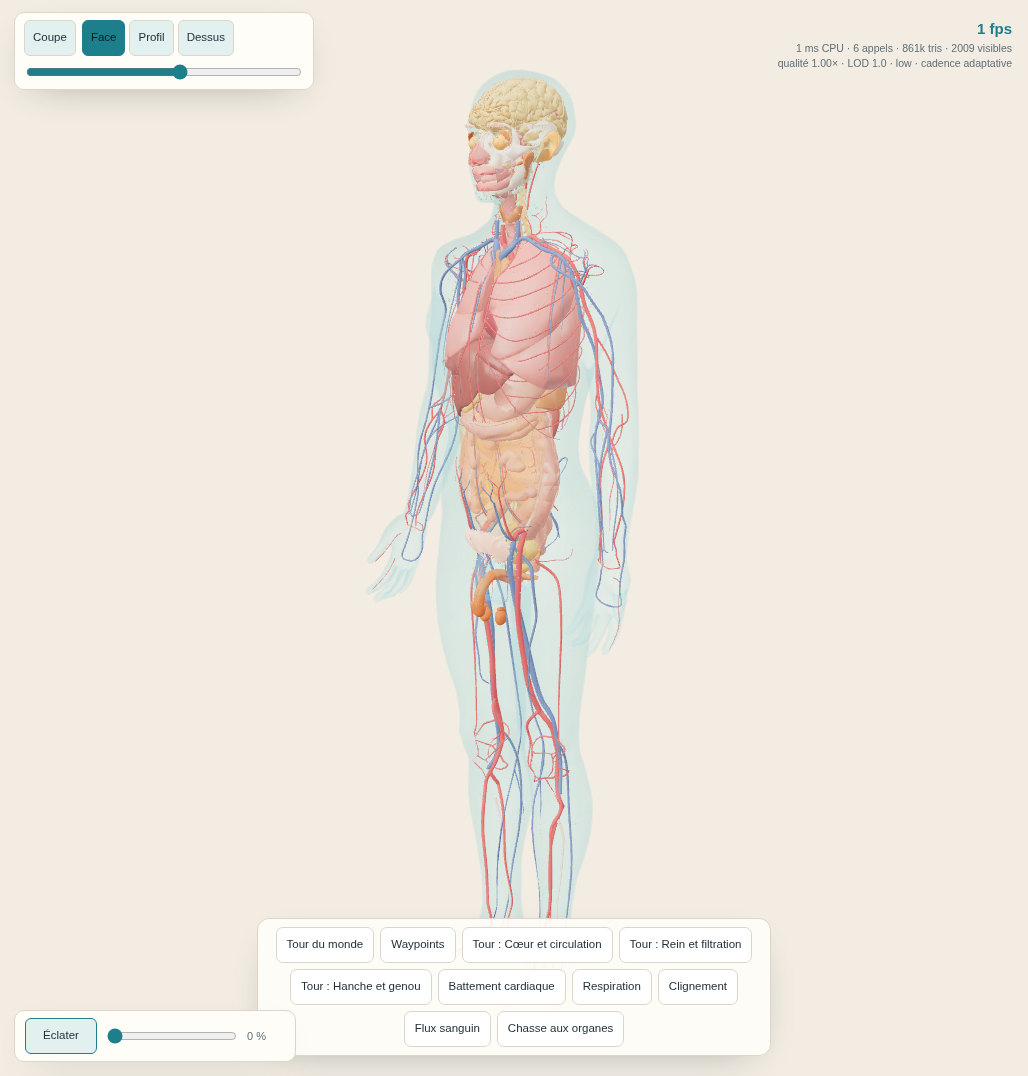 Coupe Face Profil Dessus
1 fps
1 ms CPU · 6 appels · 861k tris · 2009 visibles
qualité 1.00× · LOD 1.0 · low · cadence adaptative
Tour du monde Waypoints Tour : Cœur et circulation Tour : Rein et filtration
Tour : Hanche et genou Battement cardiaque Respiration Clignement
Flux sanguin Chasse aux organes
Éclater 0 %